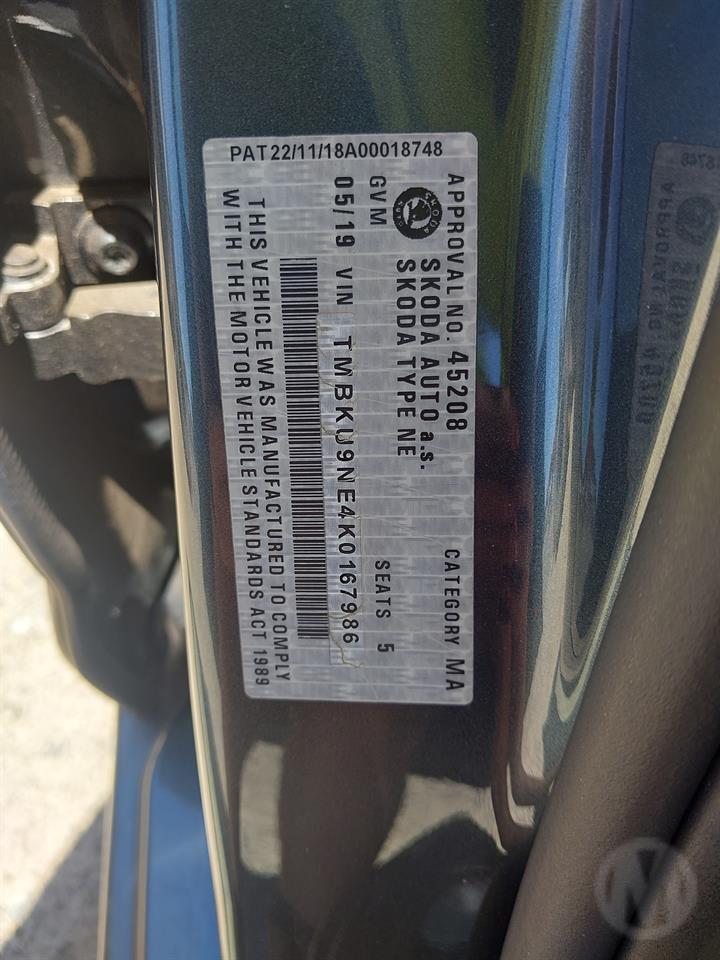 PAT22/11/18A00018748
APPROVAL NO. 45208 CATEGORY MA
SKODA AUTO a.s.
SKODA TYPE NE
GVM SEATS 5
05/19 VIN TMBKU9NE4K0167986
THIS VEHICLE WAS MANUFACTURED TO COMPLY
WITH THE MOTOR VEHICLE STANDARDS ACT 1989
M